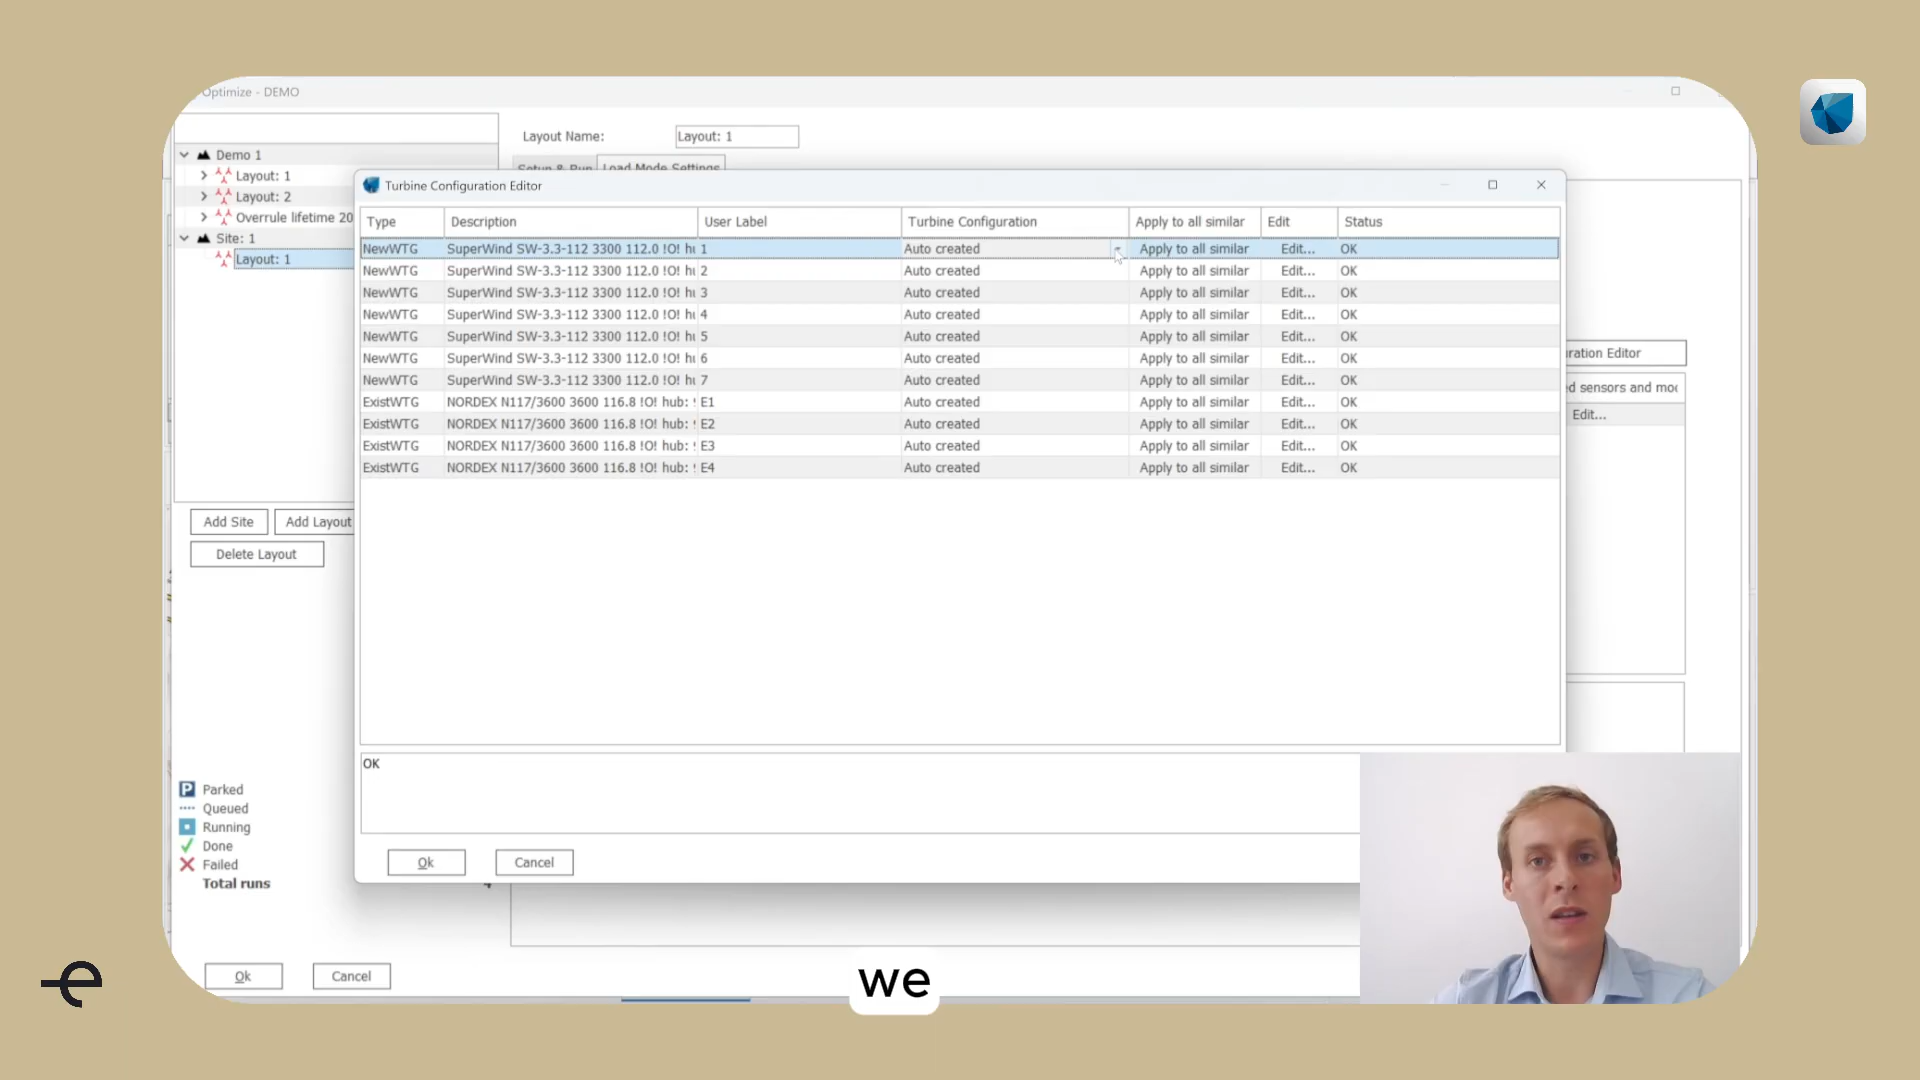 Optimize - DEMO
Layout Name:
Layout: 1
Demo 1
Layout: 1
Layout: 2
Overrule lifetime 20
Site: 1
Layout: 1
Setup & Run
Load Mode Settings
Turbine Configuration Editor
Type Description User Label Turbine Configuration Apply to all similar Edit Status
NewWTG SuperWind SW-3.3-112 3300 112.0 !O! hu 1 Auto created Apply to all similar Edit... OK
NewWTG SuperWind SW-3.3-112 3300 112.0 !O! hu 2 Auto created Apply to all similar Edit... OK
NewWTG SuperWind SW-3.3-112 3300 112.0 !O! hu 3 Auto created Apply to all similar Edit... OK
NewWTG SuperWind SW-3.3-112 3300 112.0 !O! hu 4 Auto created Apply to all similar Edit... OK
NewWTG SuperWind SW-3.3-112 3300 112.0 !O! hu 5 Auto created Apply to all similar Edit... OK
NewWTG SuperWind SW-3.3-112 3300 112.0 !O! hu 6 Auto created Apply to all similar Edit... OK
NewWTG SuperWind SW-3.3-112 3300 112.0 !O! hu 7 Auto created Apply to all similar Edit... OK
ExistWTG NORDEX N117/3600 3600 116.8 !O! hub: E1 Auto created Apply to all similar Edit... OK
ExistWTG NORDEX N117/3600 3600 116.8 !O! hub: E2 Auto created Apply to all similar Edit... OK
ExistWTG NORDEX N117/3600 3600 116.8 !O! hub: E3 Auto created Apply to all similar Edit... OK
ExistWTG NORDEX N117/3600 3600 116.8 !O! hub: E4 Auto created Apply to all similar Edit... OK
ration Editor
d sensors and mod
Edit...
Add Site
Add Layout
Delete Layout
OK
Parked
Queued
Running
Done
Failed
Total runs
Ok
Cancel
Ok
Cancel
we